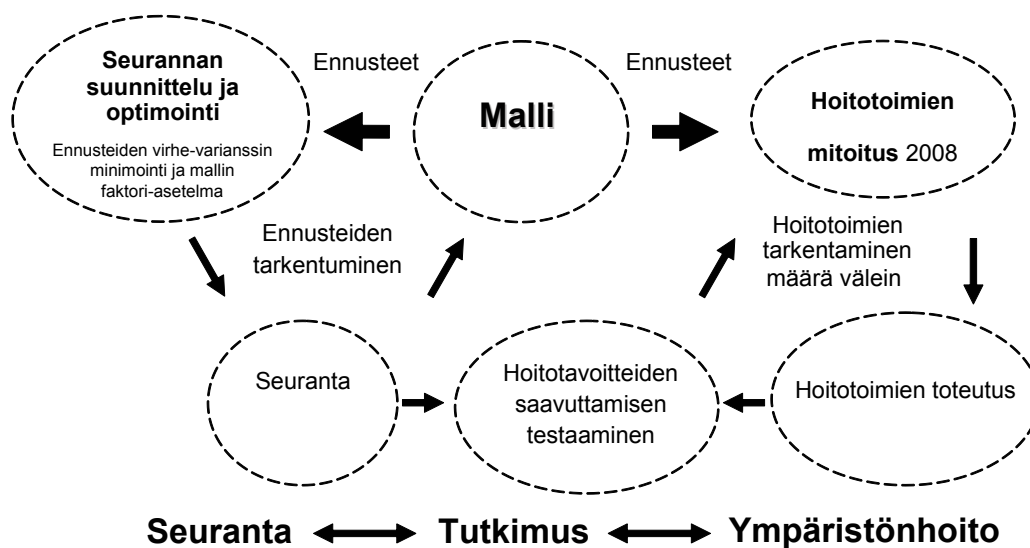 Seurannan
suunnittelu ja
optimointi
Ennusteiden virhe-varianssin
minimointi ja mallin
faktori-asetelma
Ennusteet
Malli
Ennusteet
Hoitotoimien
mitoitus 2008
Ennusteiden
tarkentuminen
Hoitotoimien
tarkentaminen
määrä välein
Seuranta
Hoitotavoitteiden
saavuttamisen
testaaminen
Hoitotoimien toteutus
Seuranta
Tutkimus
Ympäristönhoito